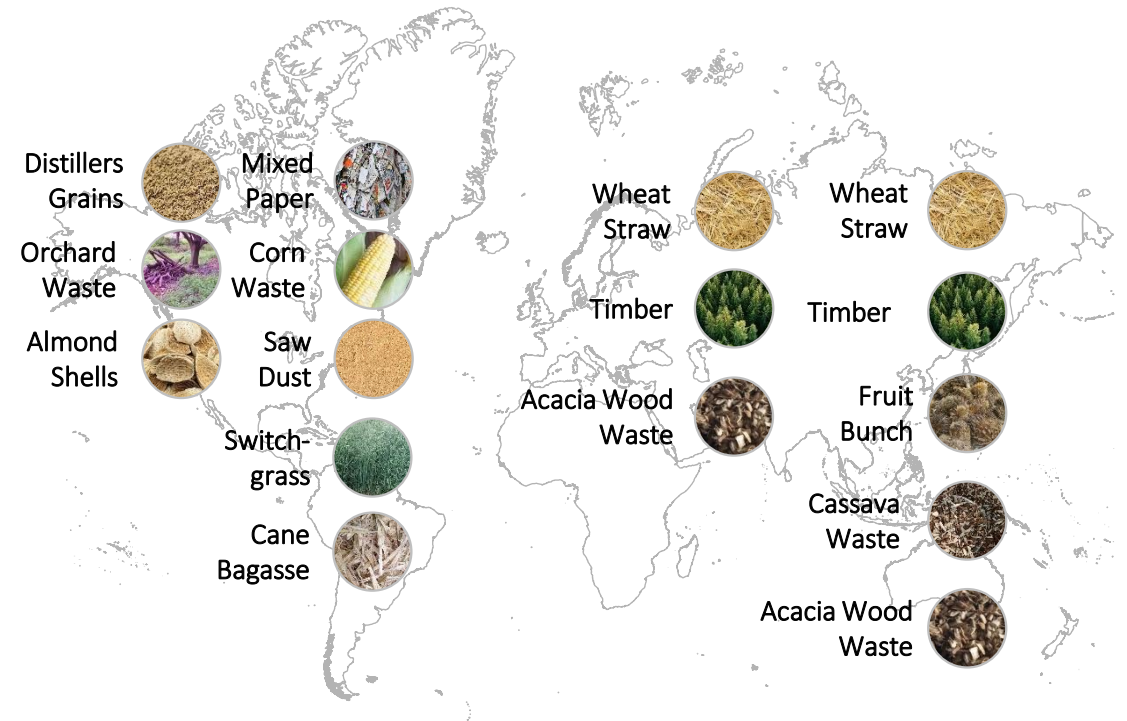 Distillers
Grains
Mixed
Paper
Orchard
Waste
Corn
Waste
Almond
Shells
Saw
Dust
Switch-
grass
Cane
Bagasse
Wheat
Straw
Timber
Acacia Wood
Waste
Wheat
Straw
Timber
Fruit
Bunch
Cassava
Waste
Acacia Wood
Waste